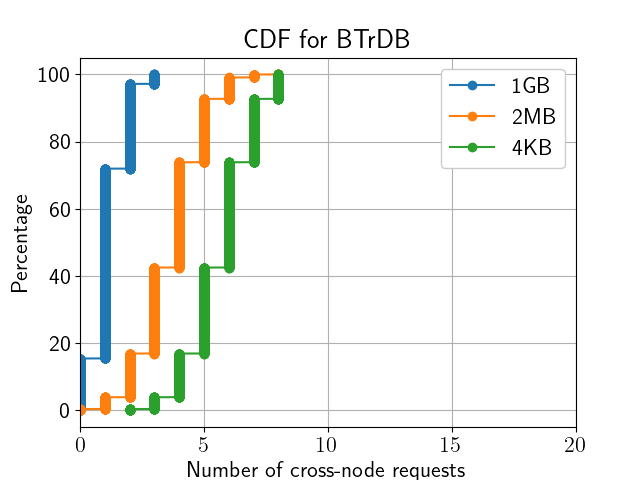 CDF for BTrDB
1GB
2MB
4KB
Percentage
100
80
60
40
20
0
0 5 10 15 20
Number of cross-node requests